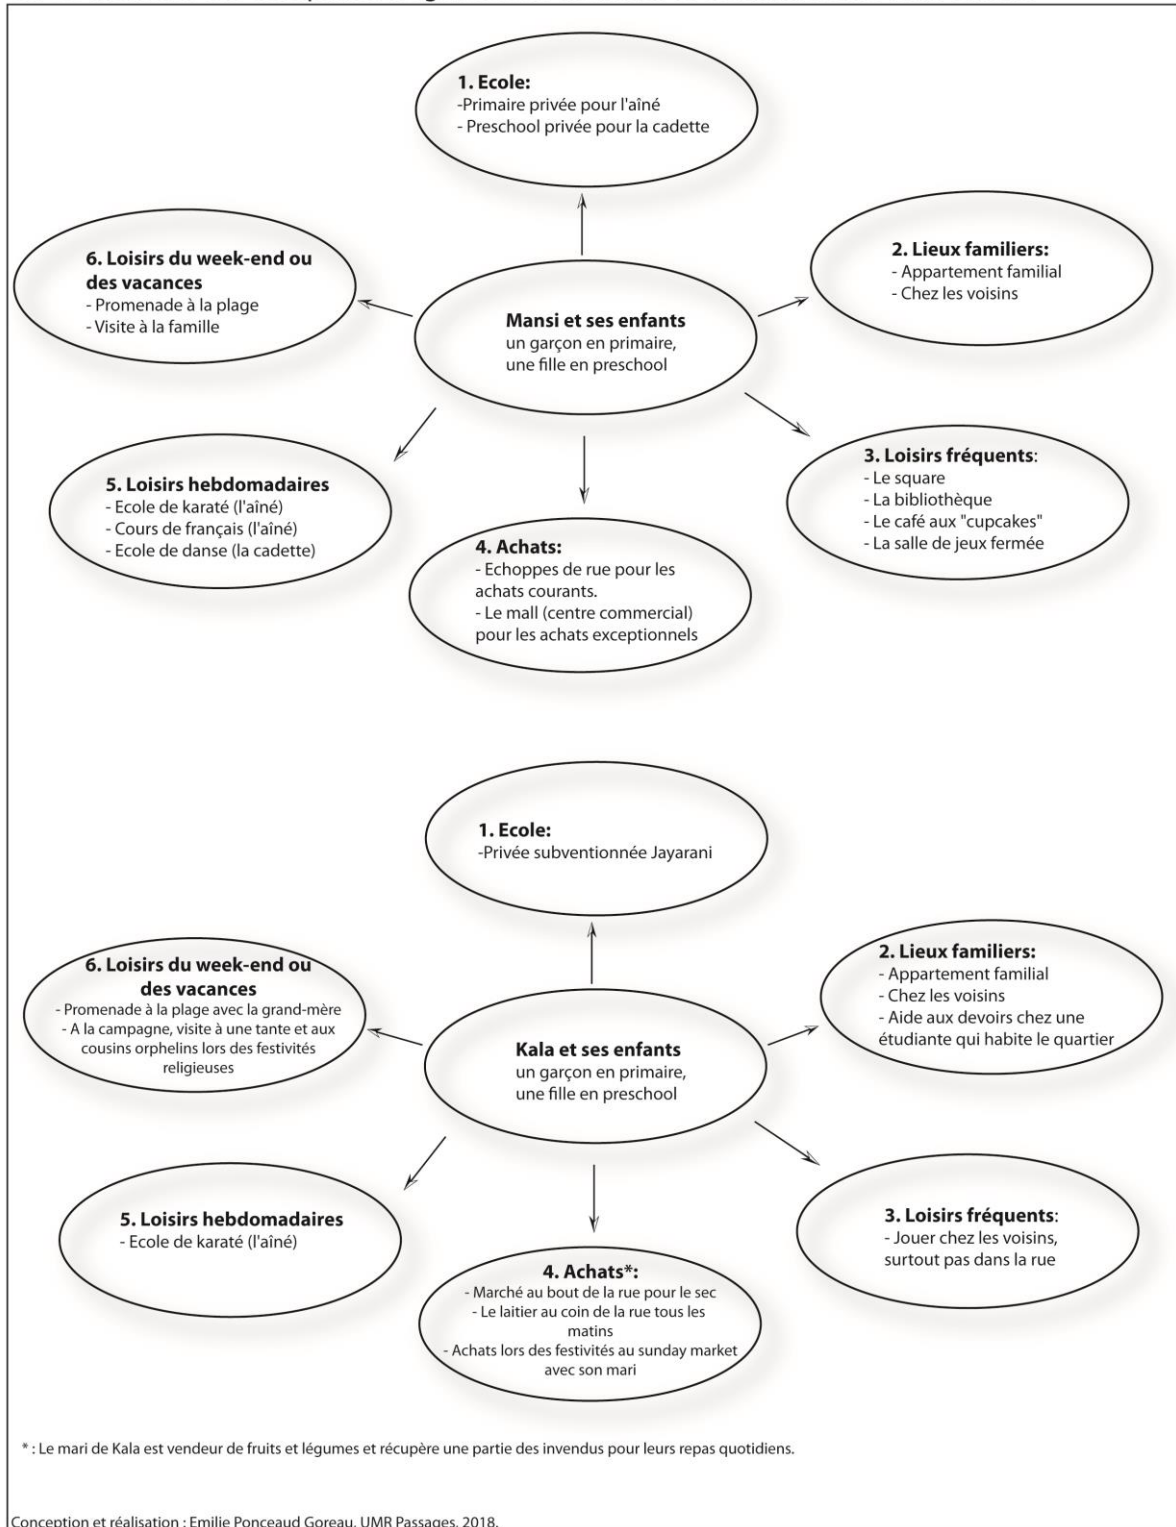 1. Ecole:
-Primaire privée pour l'aîné
- Preschool privée pour la cadette
6. Loisirs du week-end ou
des vacances
- Promenade à la plage
- Visite à la famille
Mansi et ses enfants
un garçon en primaire,
une fille en preschool
2. Lieux familiers:
- Appartement familial
- Chez les voisins
5. Loisirs hebdomadaires
- Ecole de karaté (l'aîné)
- Cours de français (l'aîné)
- Ecole de danse (la cadette)
4. Achats:
- Echoppes de rue pour les
achats courants.
- Le mall (centre commercial)
pour les achats exceptionnels
3. Loisirs fréquents:
- Le square
- La bibliothèque
- Le café aux "cupcakes"
- La salle de jeux fermée
1. Ecole:
-Privée subventionnée Jayarani
6. Loisirs du week-end ou
des vacances
- Promenade à la plage avec la grand-mère
- A la campagne, visite à une tante et aux
cousins orphelins lors des festivités
religieuses
Kala et ses enfants
un garçon en primaire,
une fille en preschool
2. Lieux familiers:
- Appartement familial
- Chez les voisins
- Aide aux devoirs chez une
étudiante qui habite le quartier
5. Loisirs hebdomadaires
- Ecole de karaté (l'aîné)
4. Achats*:
- Marché au bout de la rue pour le sec
- Le laitier au coin de la rue tous les
matins
- Achats lors des festivités au sunday market
avec son mari
3. Loisirs fréquents:
- Jouer chez les voisins,
surtout pas dans la rue
* : Le mari de Kala est vendeur de fruits et légumes et récupère une partie des invendus pour leurs repas quotidiens.
Conception et réalisation : Emilie Ponceaud Goreau, UMR Passages, 2018.